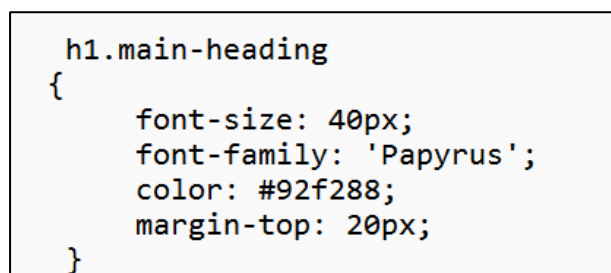 h1.main-heading
{
font-size: 40px;
font-family: 'Papyrus';
color: #92f288;
margin-top: 20px;
}